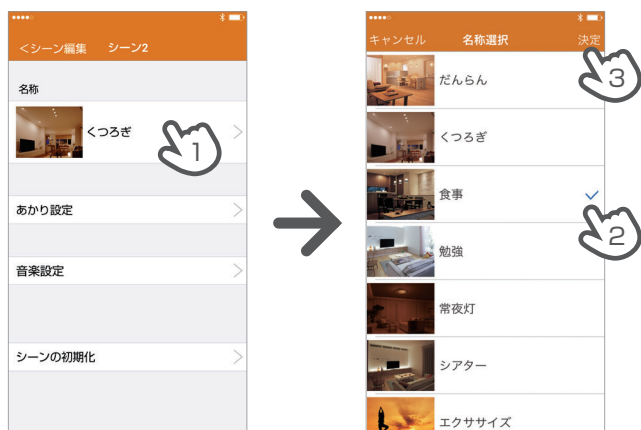 ＜シーン編集 シーン2
名称
くつろぎ
1
あかり設定
音楽設定
シーンの初期化
キャンセル 名称選択 決定
3
だんらん
くつろぎ
食事
2
勉強
常夜灯
シアター
エクササイズ